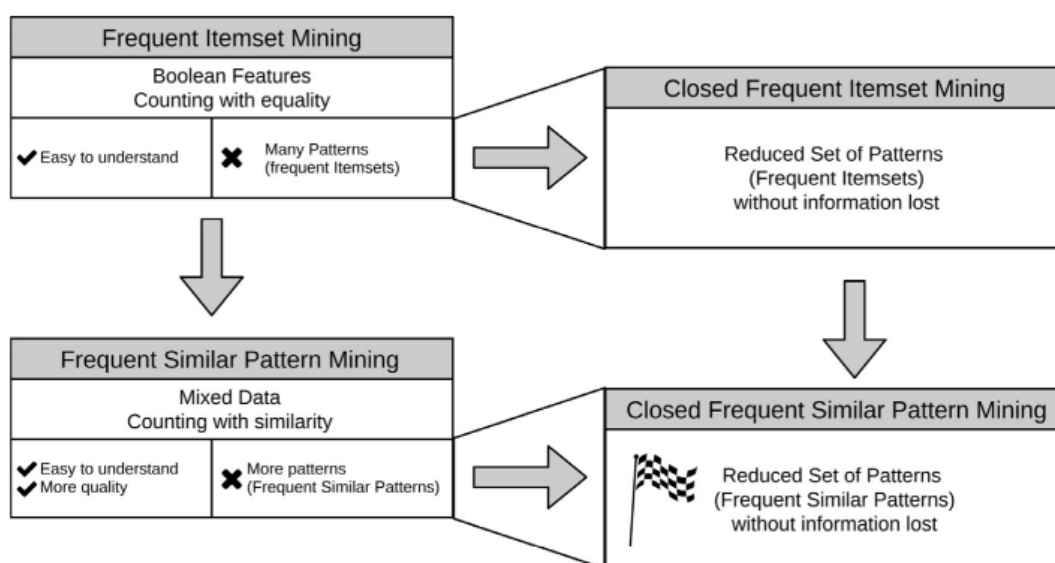 Frequent Itemset Mining
Boolean Features
Counting with equality
Easy to understand
Many Patterns
(frequent Itemsets)
Closed Frequent Itemset Mining
Reduced Set of Patterns
(Frequent Itemsets)
without information lost
Frequent Similar Pattern Mining
Mixed Data
Counting with similarity
Easy to understand
More quality
More patterns
(Frequent Similar Patterns)
Closed Frequent Similar Pattern Mining
Reduced Set of Patterns
(Frequent Similar Patterns)
without information lost